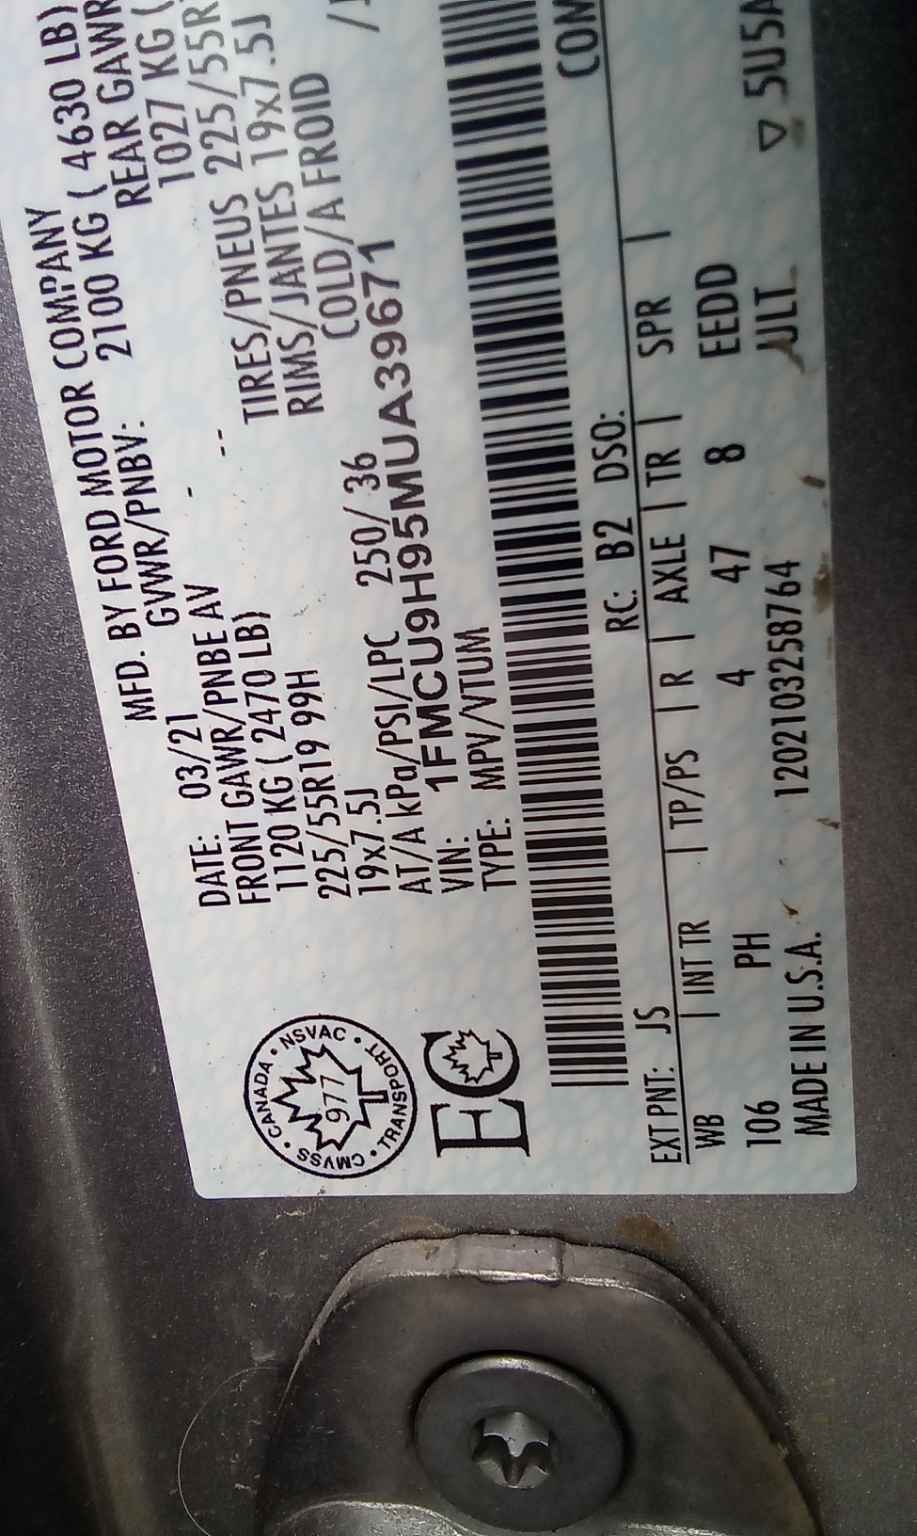 MFD. BY FORD MOTOR COMPANY
DATE: 03/21 GVWR/PNBV: 2100 KG ( 4630 LB)
FRONT GAWR/PNBE AV REAR GAWR
1120 KG ( 2470 LB) 1027 KG (
225/55R19 99H TIRES/PNEUS 225/55R
19x7.5J RIMS/JANTES 19x7.5J
AT/A kPa/PSI/LPC 250/ 36 COLD/A FROID
VIN: 1FMCU9H95MUA39671
TYPE: MPV/VTUM
CANADA • NSVAC • TRANSPORT • CMVSS •
977
EC
EXT PNT: JS RC: B2 DSO:
WB | INT TR | TP/PS | R | AXLE | TR | SPR |
106 PH 4 47 8 EEDD
MADE IN U.S.A. 1202103258764 ULT ▽ 5U5A